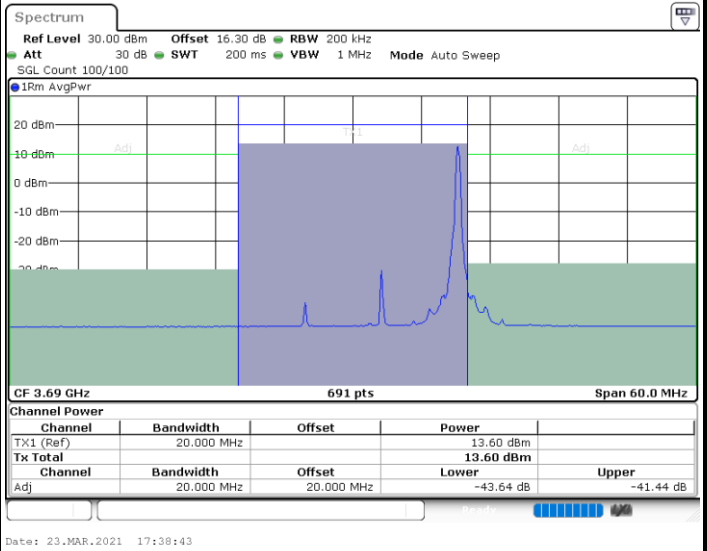 Spectrum
Ref Level 30.00 dBm Offset 16.30 dB RBW 200 kHz
Att 30 dB SWT 200 ms VBW 1 MHz Mode Auto Sweep
SGL Count 100/100
1Rm AvgPwr
20 dBm
TX1
Adj Adj
10 dBm
0 dBm
-10 dBm
-20 dBm
CF 3.69 GHz 691 pts Span 60.0 MHz
Channel Power
Channel Bandwidth Offset Power
TX1 (Ref) 20.000 MHz 13.60 dBm
Tx Total 13.60 dBm
Channel Bandwidth Offset Lower Upper
Adj 20.000 MHz 20.000 MHz -43.64 dB -41.44 dB
Ready
Date: 23.MAR.2021 17:38:43